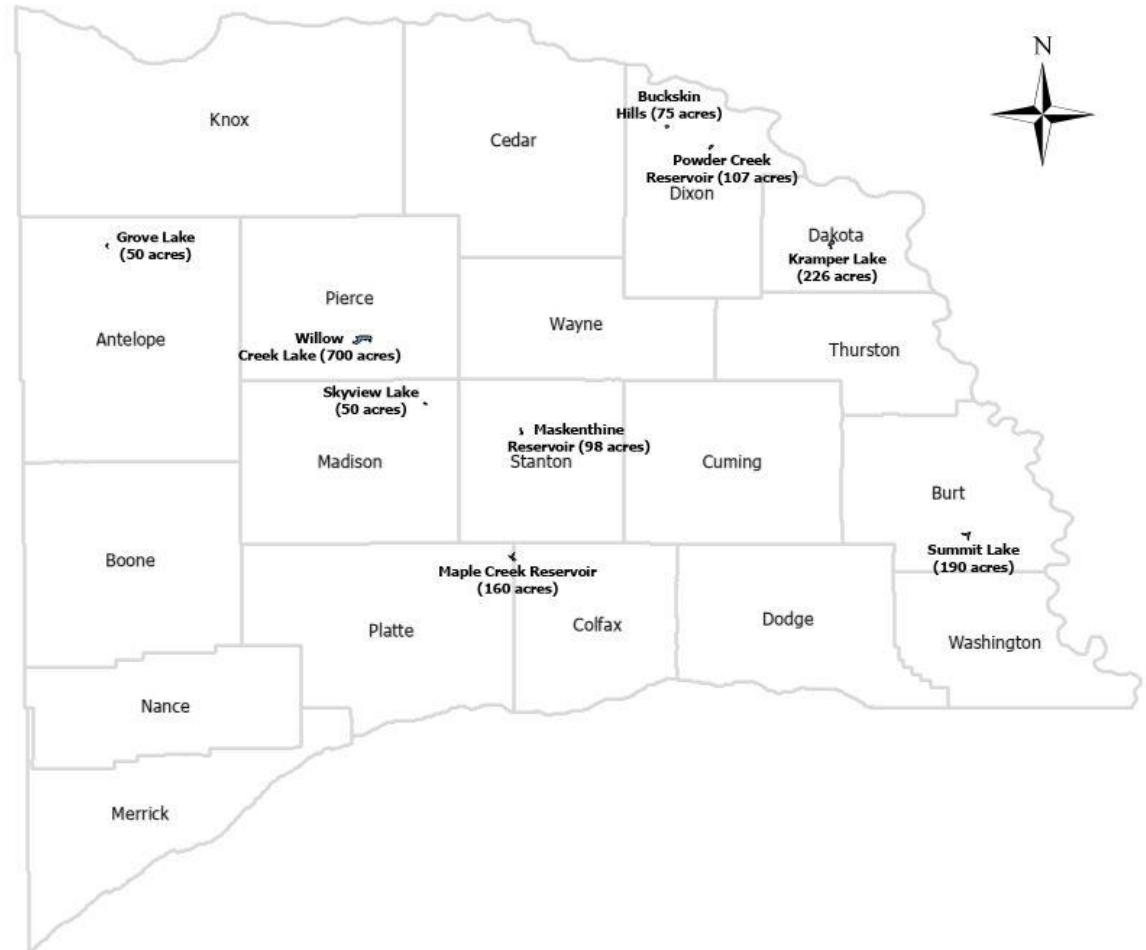 N
Buckskin
Hills (75 acres)
Knox
Cedar
Powder Creek
Reservoir (107 acres)
Dixon
Grove Lake
(50 acres)
Dakota
Kramper Lake
(226 acres)
Pierce
Wayne
Antelope
Willow
Creek Lake (700 acres)
Thurston
Skyview Lake
(50 acres)
Maskenthine
Reservoir (98 acres)
Madison
Stanton
Cuming
Burt
Boone
Summit Lake
(190 acres)
Maple Creek Reservoir
(160 acres)
Platte
Colfax
Dodge
Washington
Nance
Merrick